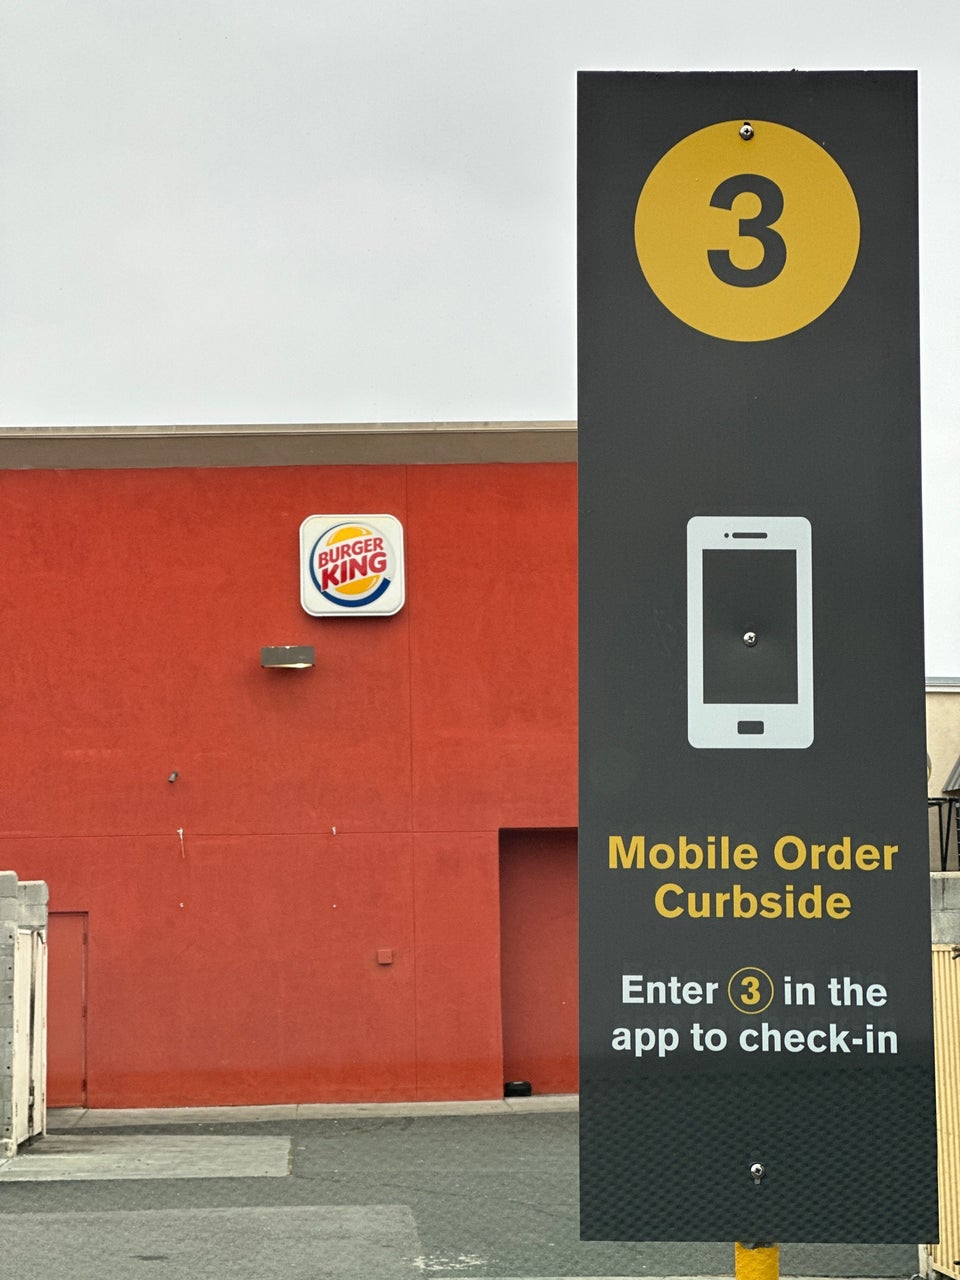 3
BURGER
KING
Mobile Order
Curbside
Enter 3 in the
app to check-in